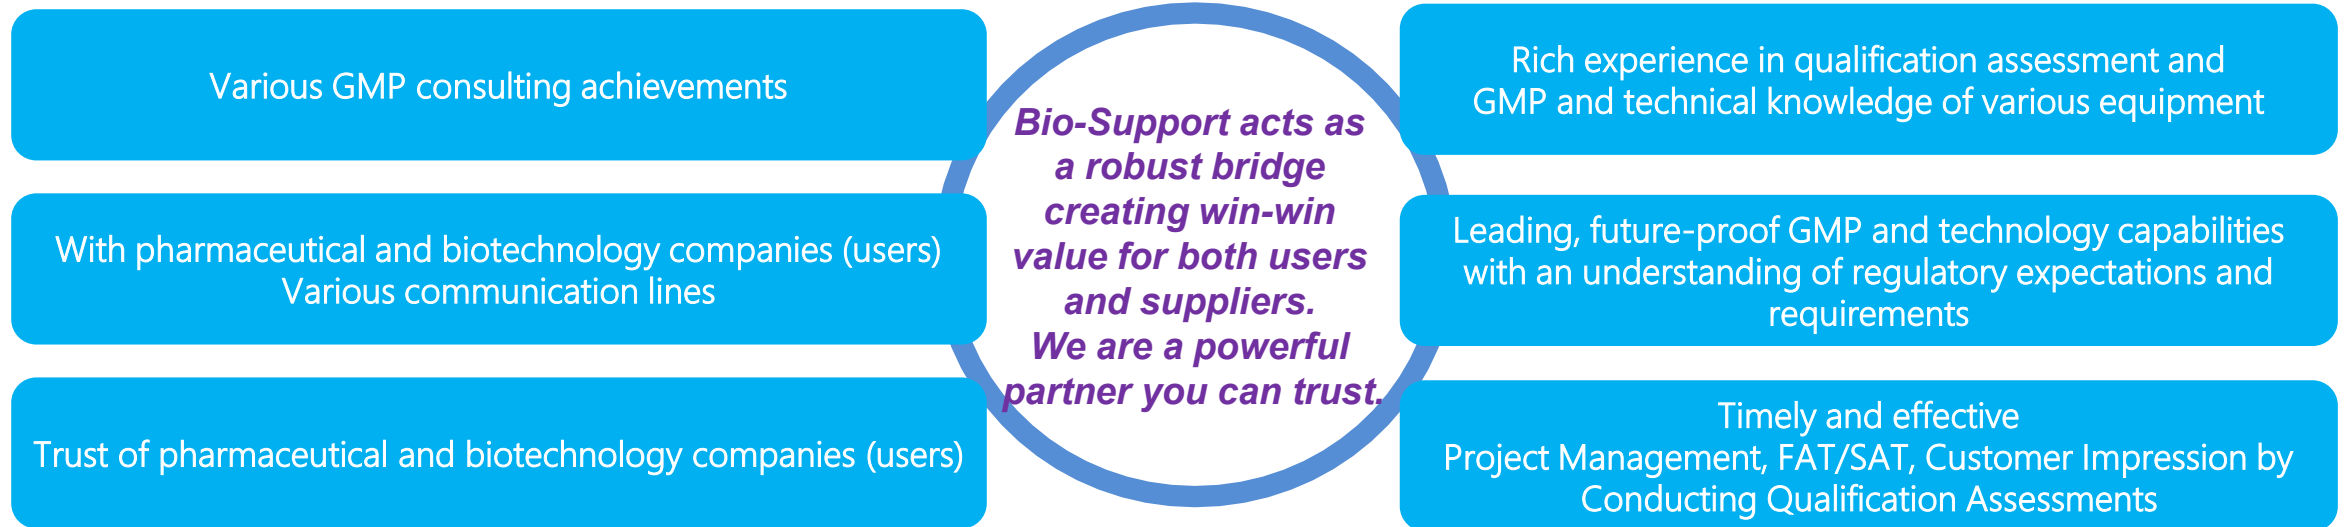 Various GMP consulting achievements
With pharmaceutical and biotechnology companies (users)
Various communication lines
Trust of pharmaceutical and biotechnology companies (users)
Bio-Support acts as
a robust bridge
creating win-win
value for both users
and suppliers.
We are a powerful
partner you can trust.
Rich experience in qualification assessment and
GMP and technical knowledge of various equipment
Leading, future-proof GMP and technology capabilities
with an understanding of regulatory expectations and
requirements
Timely and effective
Project Management, FAT/SAT, Customer Impression by
Conducting Qualification Assessments